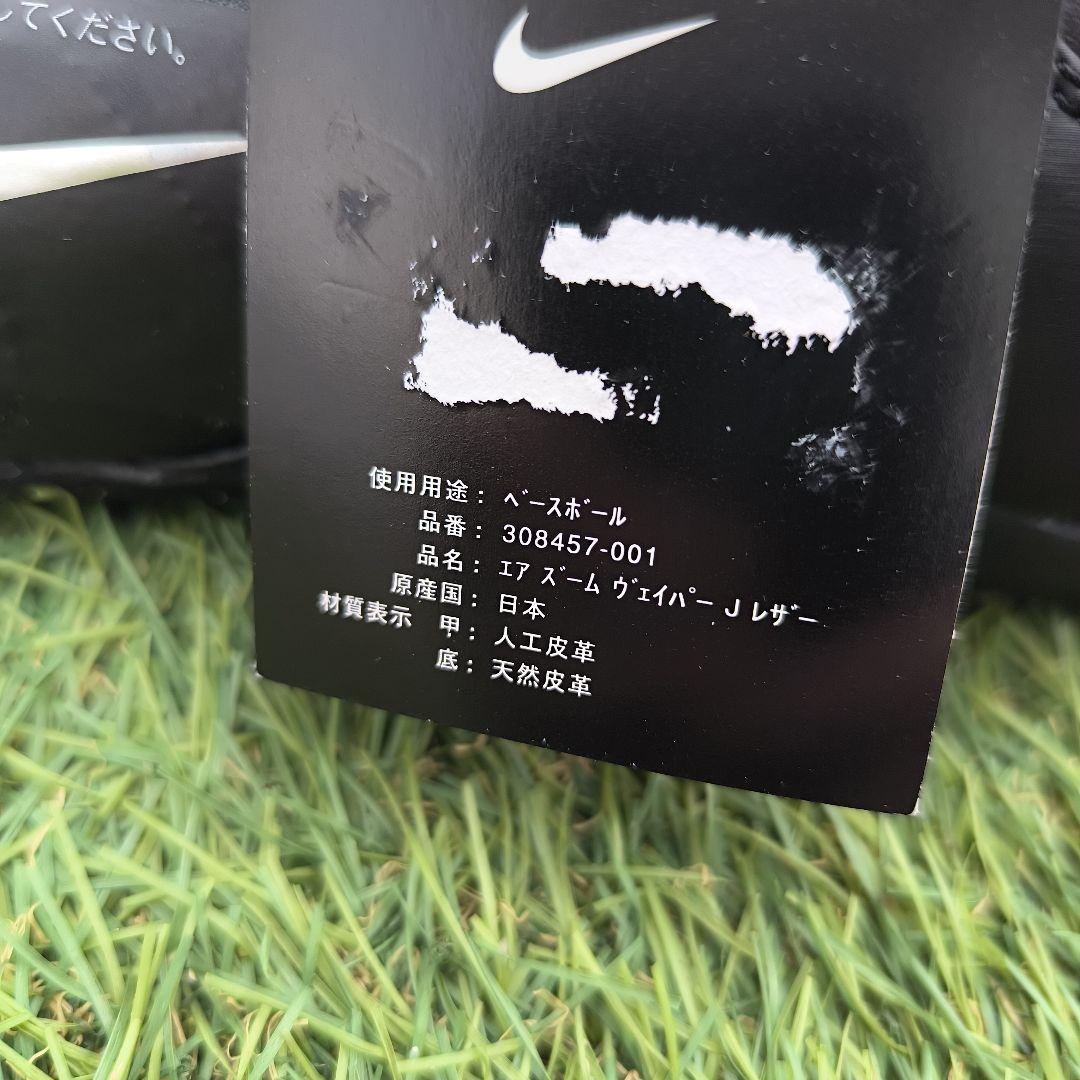 してください。
使用用途： ﾍﾞｰｽﾎﾞｰﾙ
品番： 308457-001
品名： ｴｱ ｽﾞｰﾑ ｳﾞｪｲﾊﾟｰ J ﾚｻﾞｰ
原産国： 日本
材質表示 甲： 人工皮革
底： 天然皮革